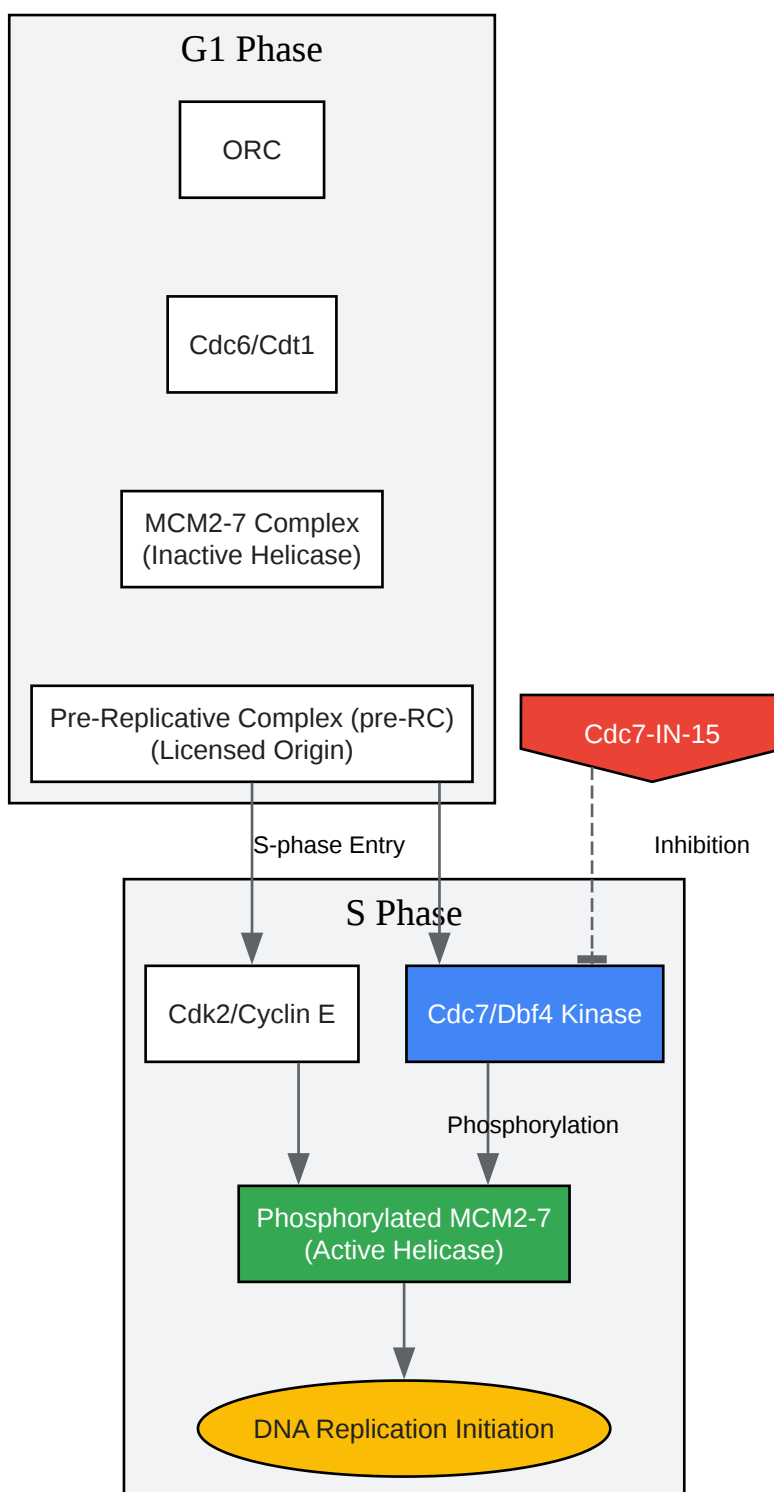 G1 Phase
ORC
Cdc6/Cdt1
MCM2-7 Complex
(Inactive Helicase)
Pre-Replicative Complex (pre-RC)
(Licensed Origin)
Cdc7-IN-15
S-phase Entry
Inhibition
S Phase
Cdk2/Cyclin E
Cdc7/Dbf4 Kinase
Phosphorylation
Phosphorylated MCM2-7
(Active Helicase)
DNA Replication Initiation